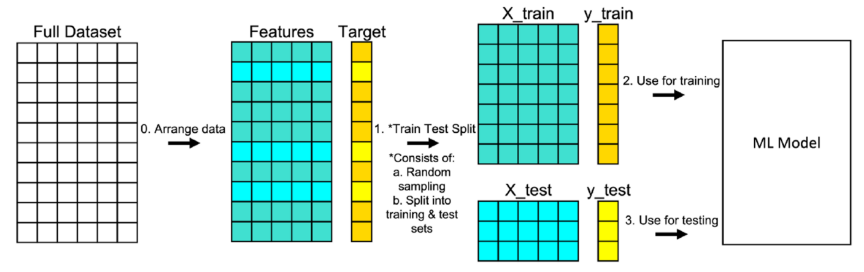 Full Dataset
Features
Target
X_train
y_train
0. Arrange data
1. *Train Test Split
*Consists of:
a. Random
sampling
b. Split into
training & test
sets
2. Use for training
ML Model
X_test
y_test
3. Use for testing